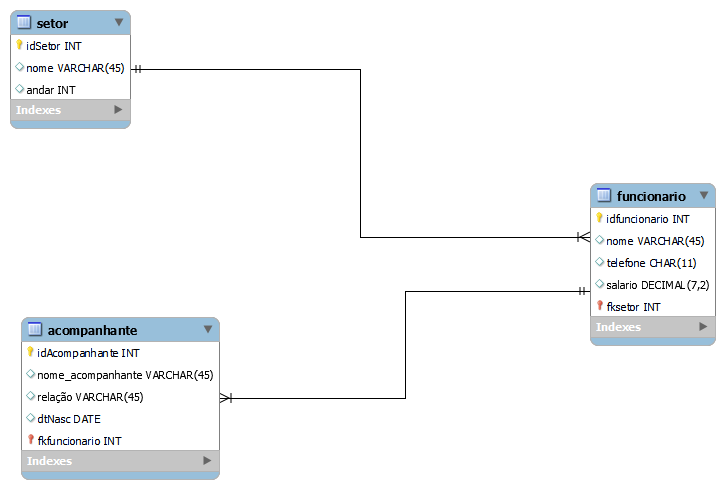 setor
idSetor INT
nome VARCHAR(45)
andar INT
Indexes
funcionario
idfuncionario INT
nome VARCHAR(45)
telefone CHAR(11)
salario DECIMAL(7,2)
fksetor INT
Indexes
acompanhante
idAcompanhante INT
nome_acompanhante VARCHAR(45)
relação VARCHAR(45)
dtNasc DATE
fkfuncionario INT
Indexes